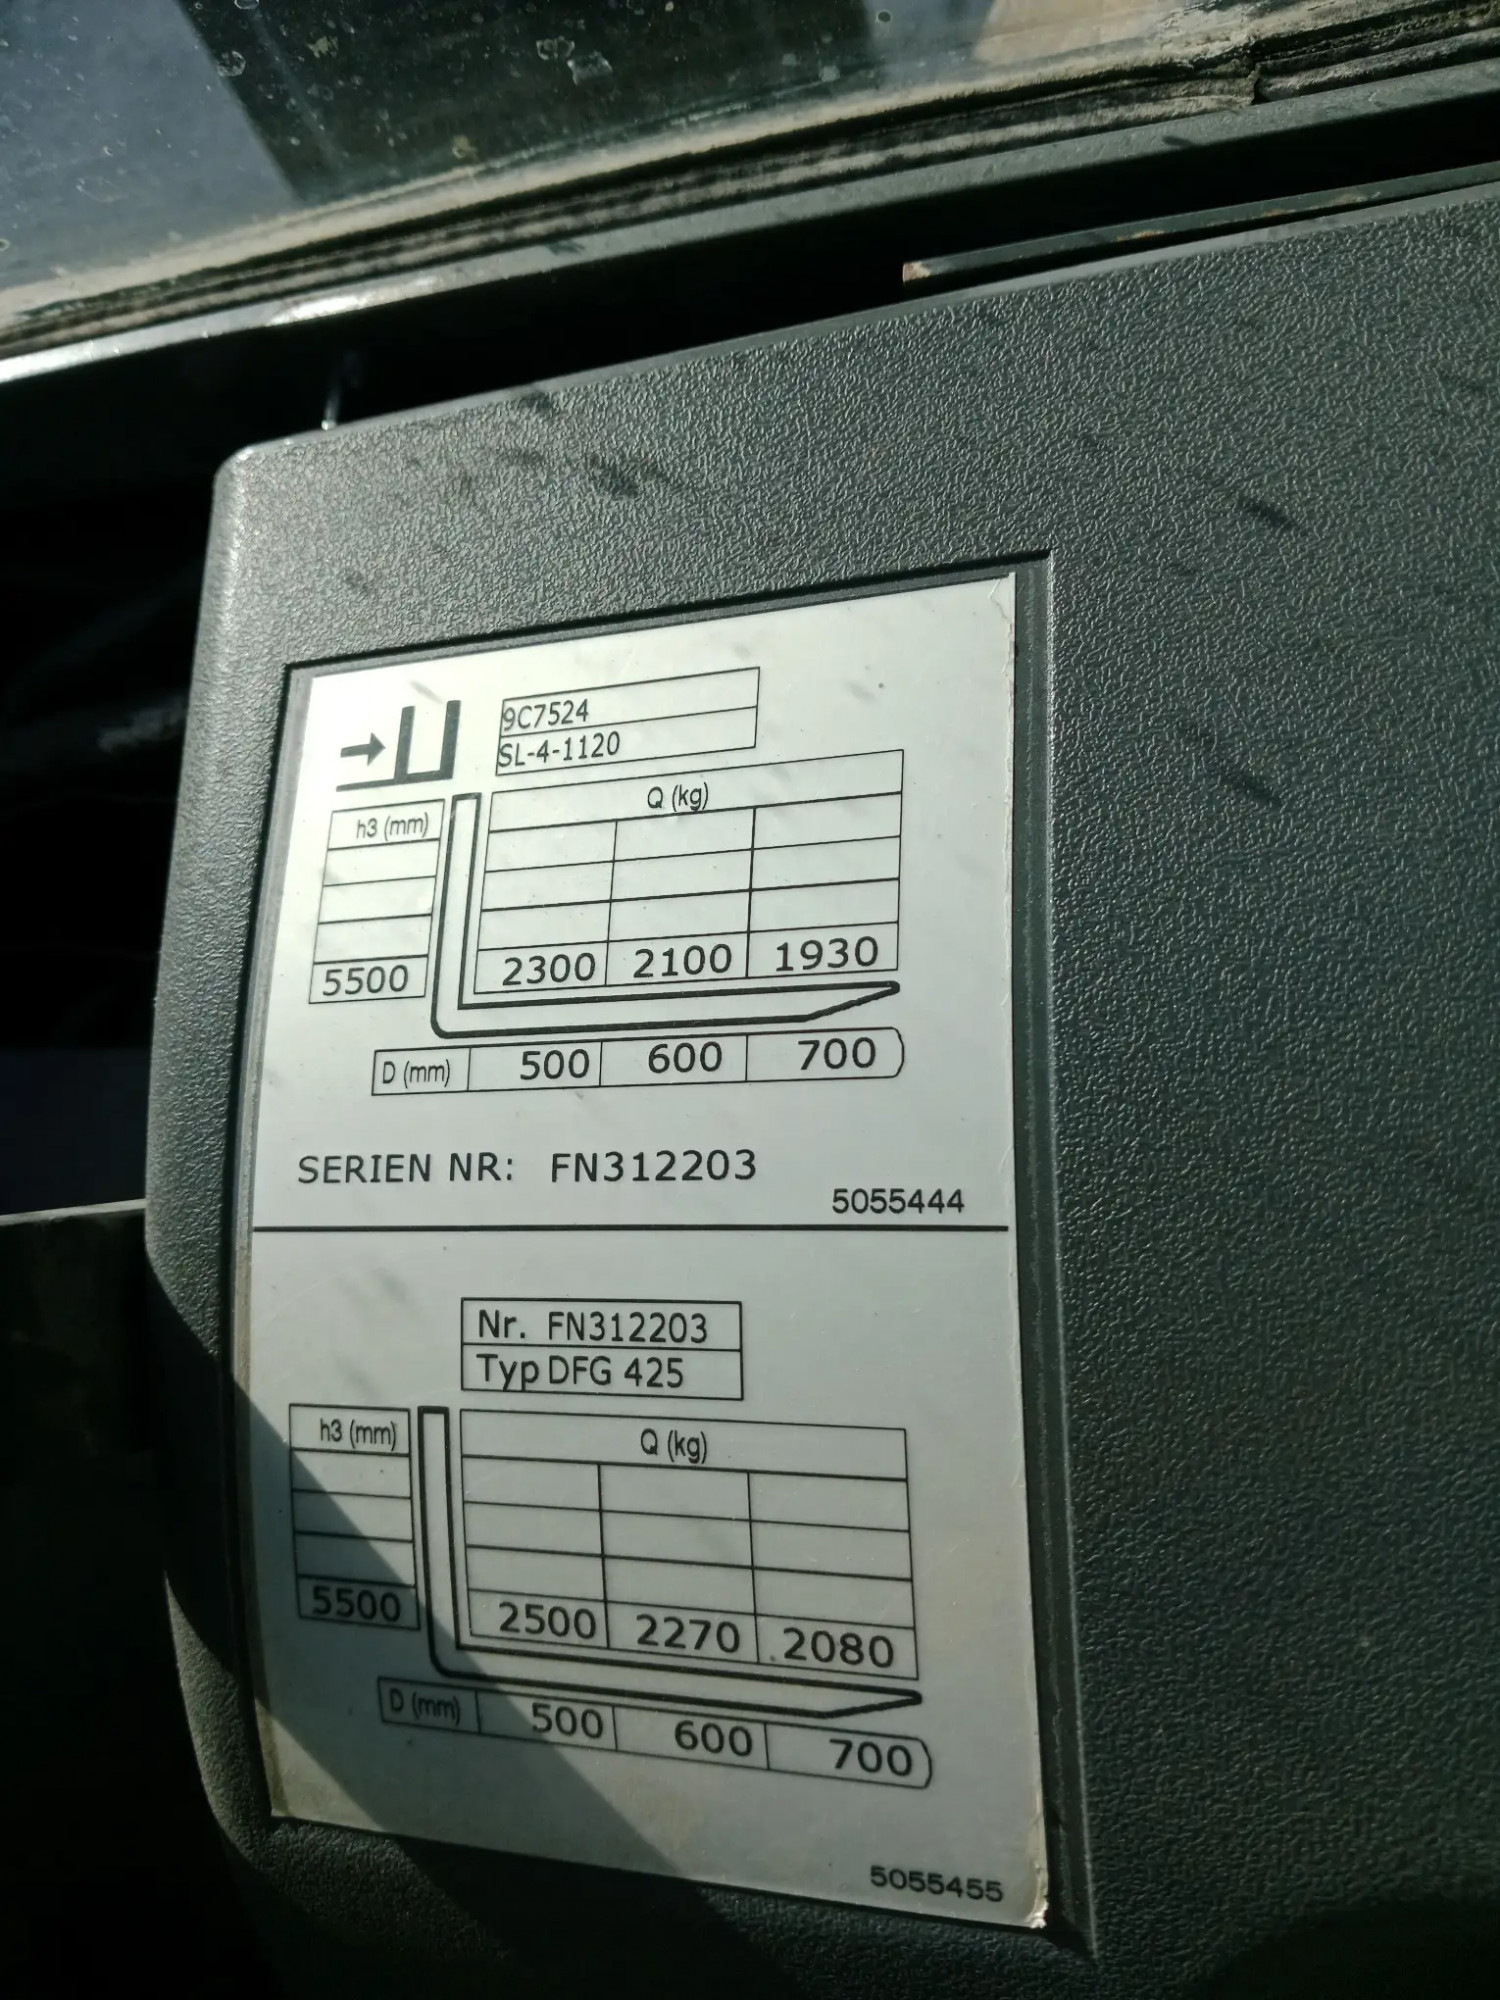 9C7524
SL-4-1120
h3 (mm) Q (kg)
5500 2300 2100 1930
D (mm) 500 600 700
SERIEN NR: FN312203
5055444
Nr. FN312203
Typ DFG 425
h3 (mm) Q (kg)
5500 2500 2270 2080
D (mm) 500 600 700
5055455